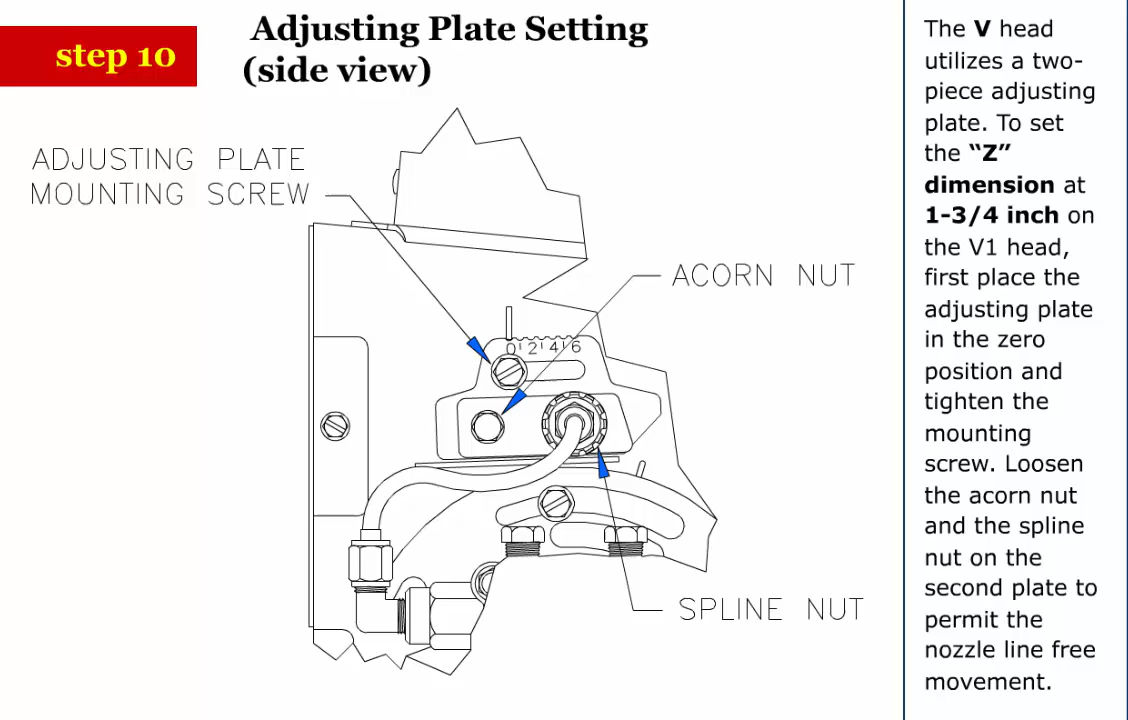 step 10
Adjusting Plate Setting
(side view)
ADJUSTING PLATE
MOUNTING SCREW
ACORN NUT
0 2 4 6
SPLINE NUT
The V head
utilizes a two-
piece adjusting
plate. To set
the “Z”
dimension at
1-3/4 inch on
the V1 head,
first place the
adjusting plate
in the zero
position and
tighten the
mounting
screw. Loosen
the acorn nut
and the spline
nut on the
second plate to
permit the
nozzle line free
movement.